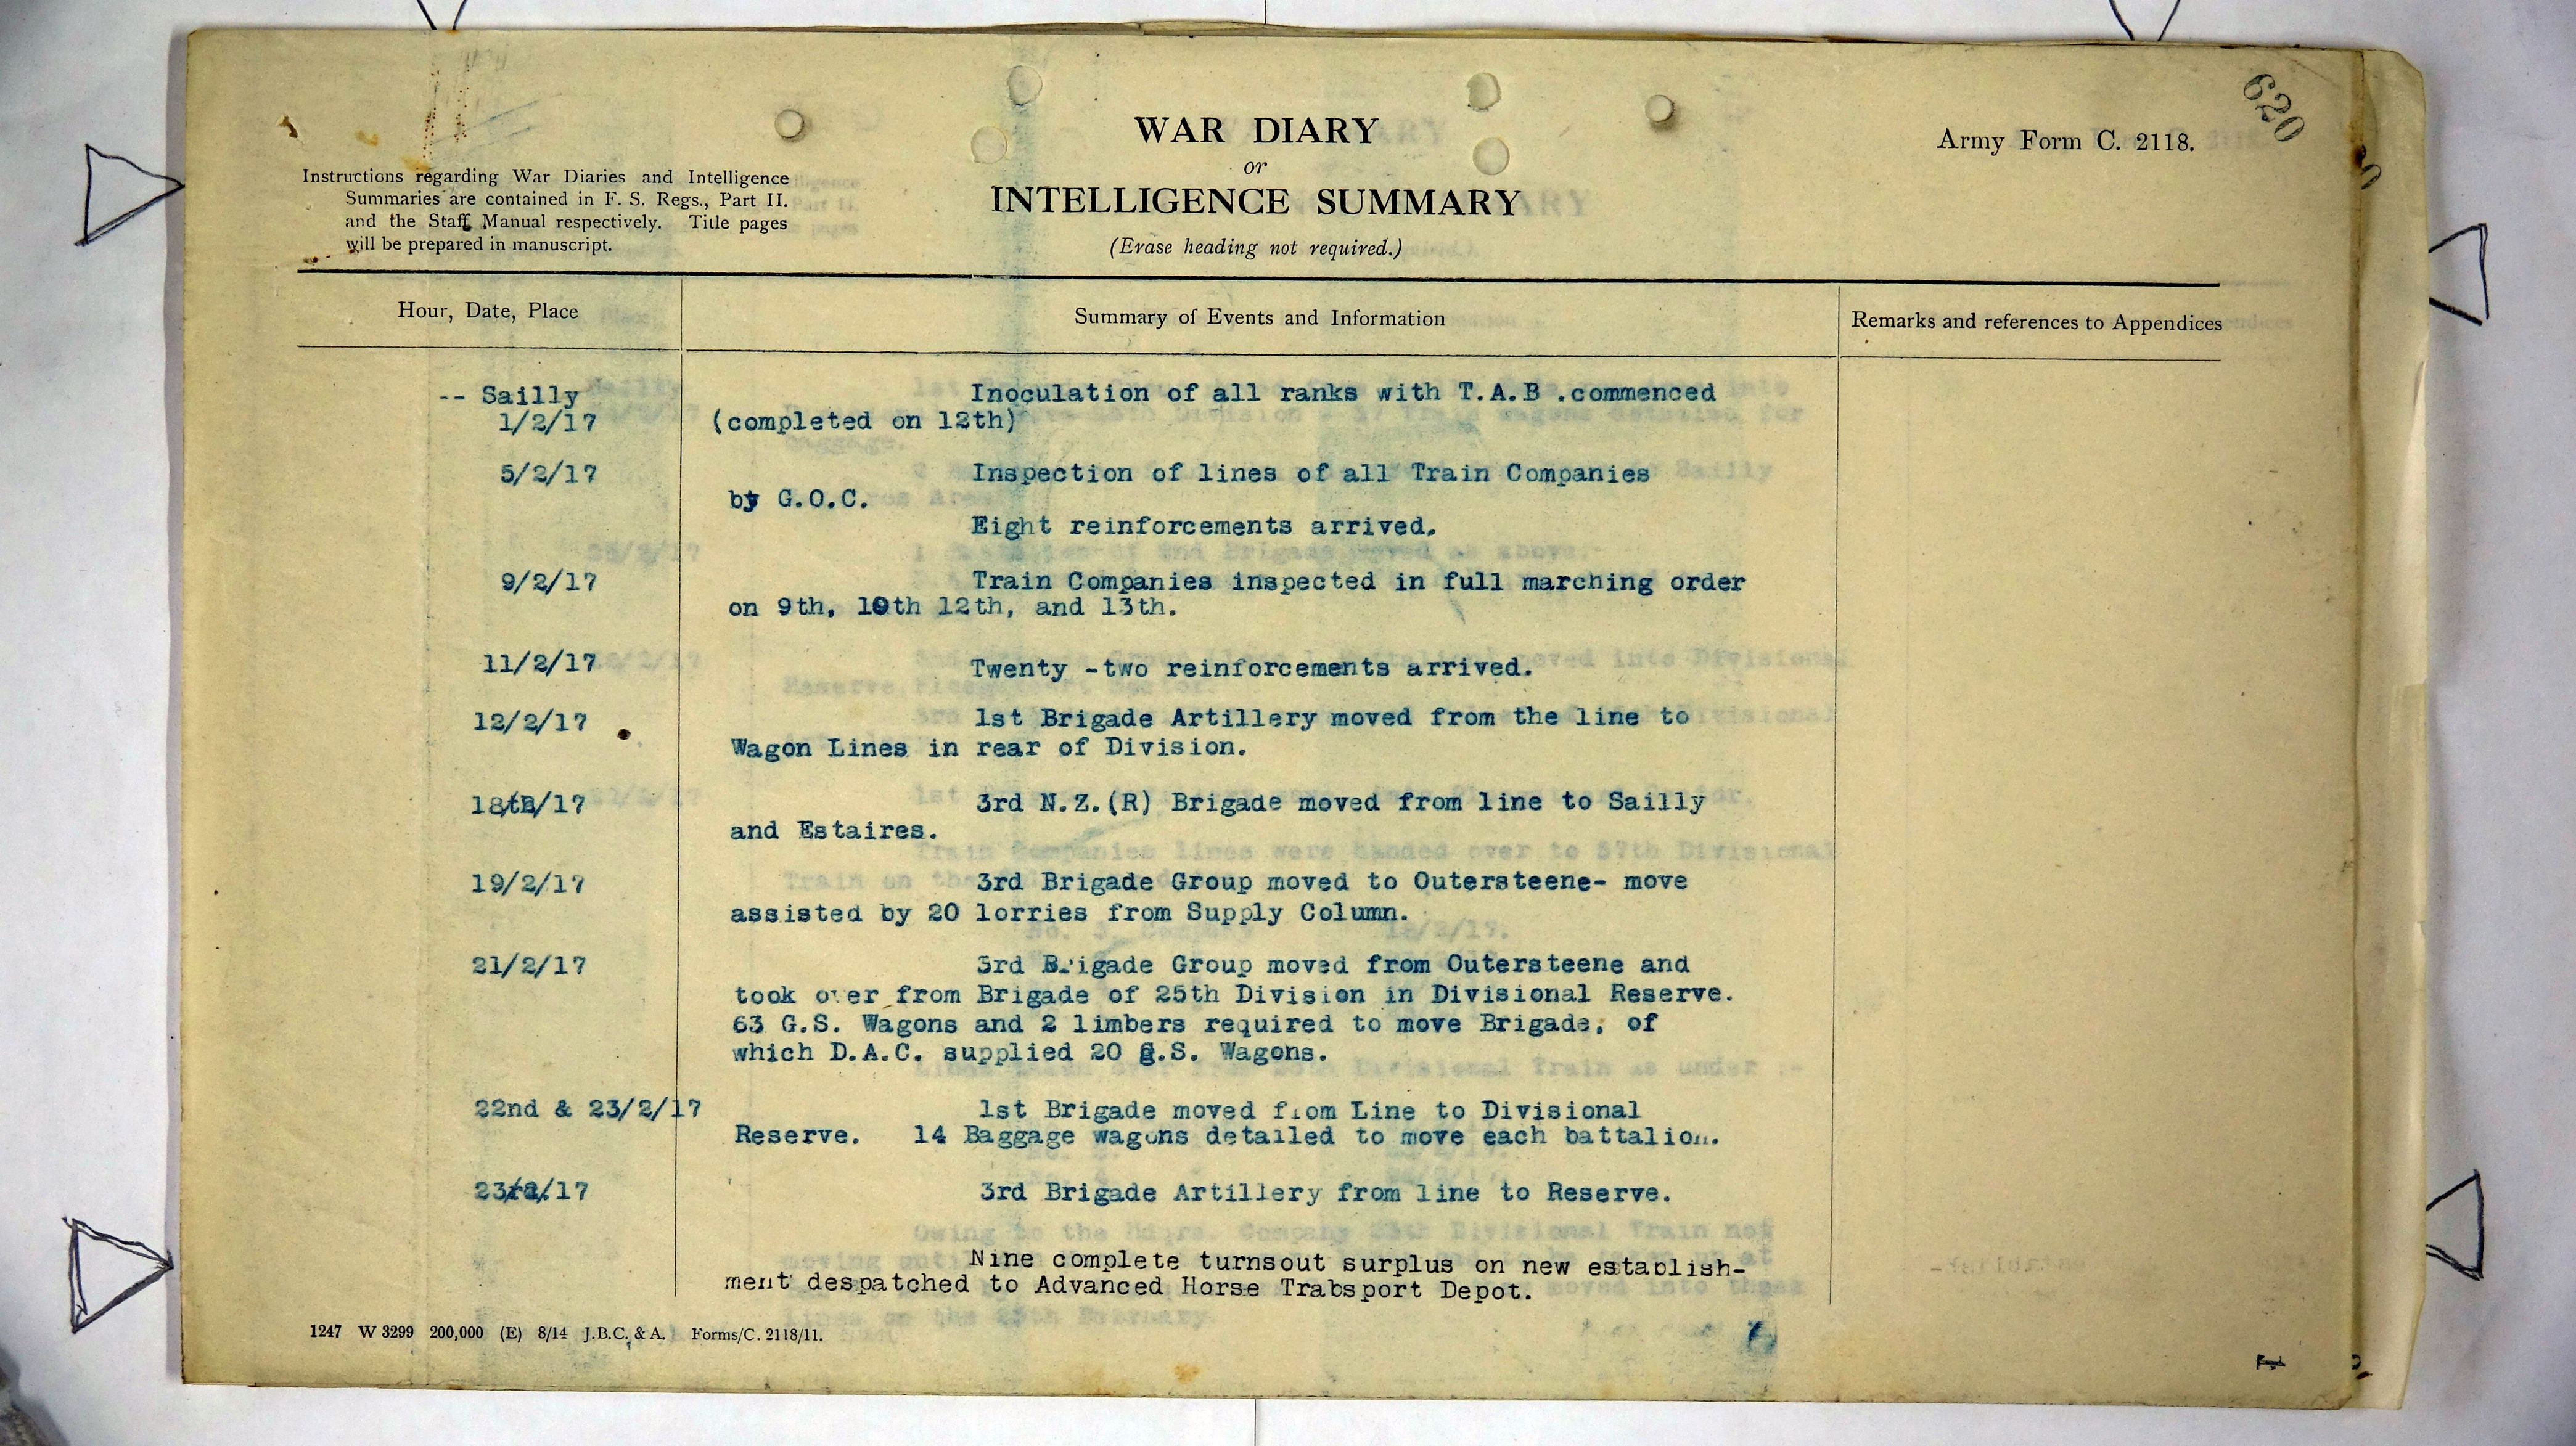 620
WAR DIARY
or
INTELLIGENCE SUMMARY
(Erase heading not required.)
Army Form C. 2118.
Instructions regarding War Diaries and Intelligence
Summaries are contained in F. S. Regs., Part II.
and the Staff Manual respectively. Title pages
will be prepared in manuscript.
Hour, Date, Place
Summary of Events and Information
Remarks and references to Appendices
-- Sailly
1/2/17
Inoculation of all ranks with T.A.B .commenced
(completed on 12th)
5/2/17
Inspection of lines of all Train Companies
by G.O.C.
Eight reinforcements arrived.
9/2/17
Train Companies inspected in full marching order
on 9th, 10th 12th, and 13th.
11/2/17
Twenty -two reinforcements arrived.
12/2/17
1st Brigade Artillery moved from the line to
Wagon Lines in rear of Division.
18/2/17
3rd N.Z.(R) Brigade moved from line to Sailly
and Estaires.
19/2/17
3rd Brigade Group moved to Outersteene- move
assisted by 20 lorries from Supply Column.
21/2/17
3rd Brigade Group moved from Outersteene and
took over from Brigade of 25th Division in Divisional Reserve.
63 G.S. Wagons and 2 limbers required to move Brigade, of
which D.A.C. supplied 20 G.S. Wagons.
22nd & 23/2/17
1st Brigade moved from Line to Divisional
Reserve. 14 Baggage wagons detailed to move each battalion.
23/2/17
3rd Brigade Artillery from line to Reserve.
Nine complete turnsout surplus on new establish-
ment despatched to Advanced Horse Trabsport Depot.
1247 W 3299 200,000 (E) 8/14 J.B.C. & A. Forms/C. 2118/11.